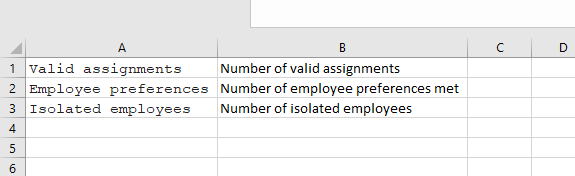 A B C D
1 Valid assignments Number of valid assignments
2 Employee preferences Number of employee preferences met
3 Isolated employees Number of isolated employees
4
5
6